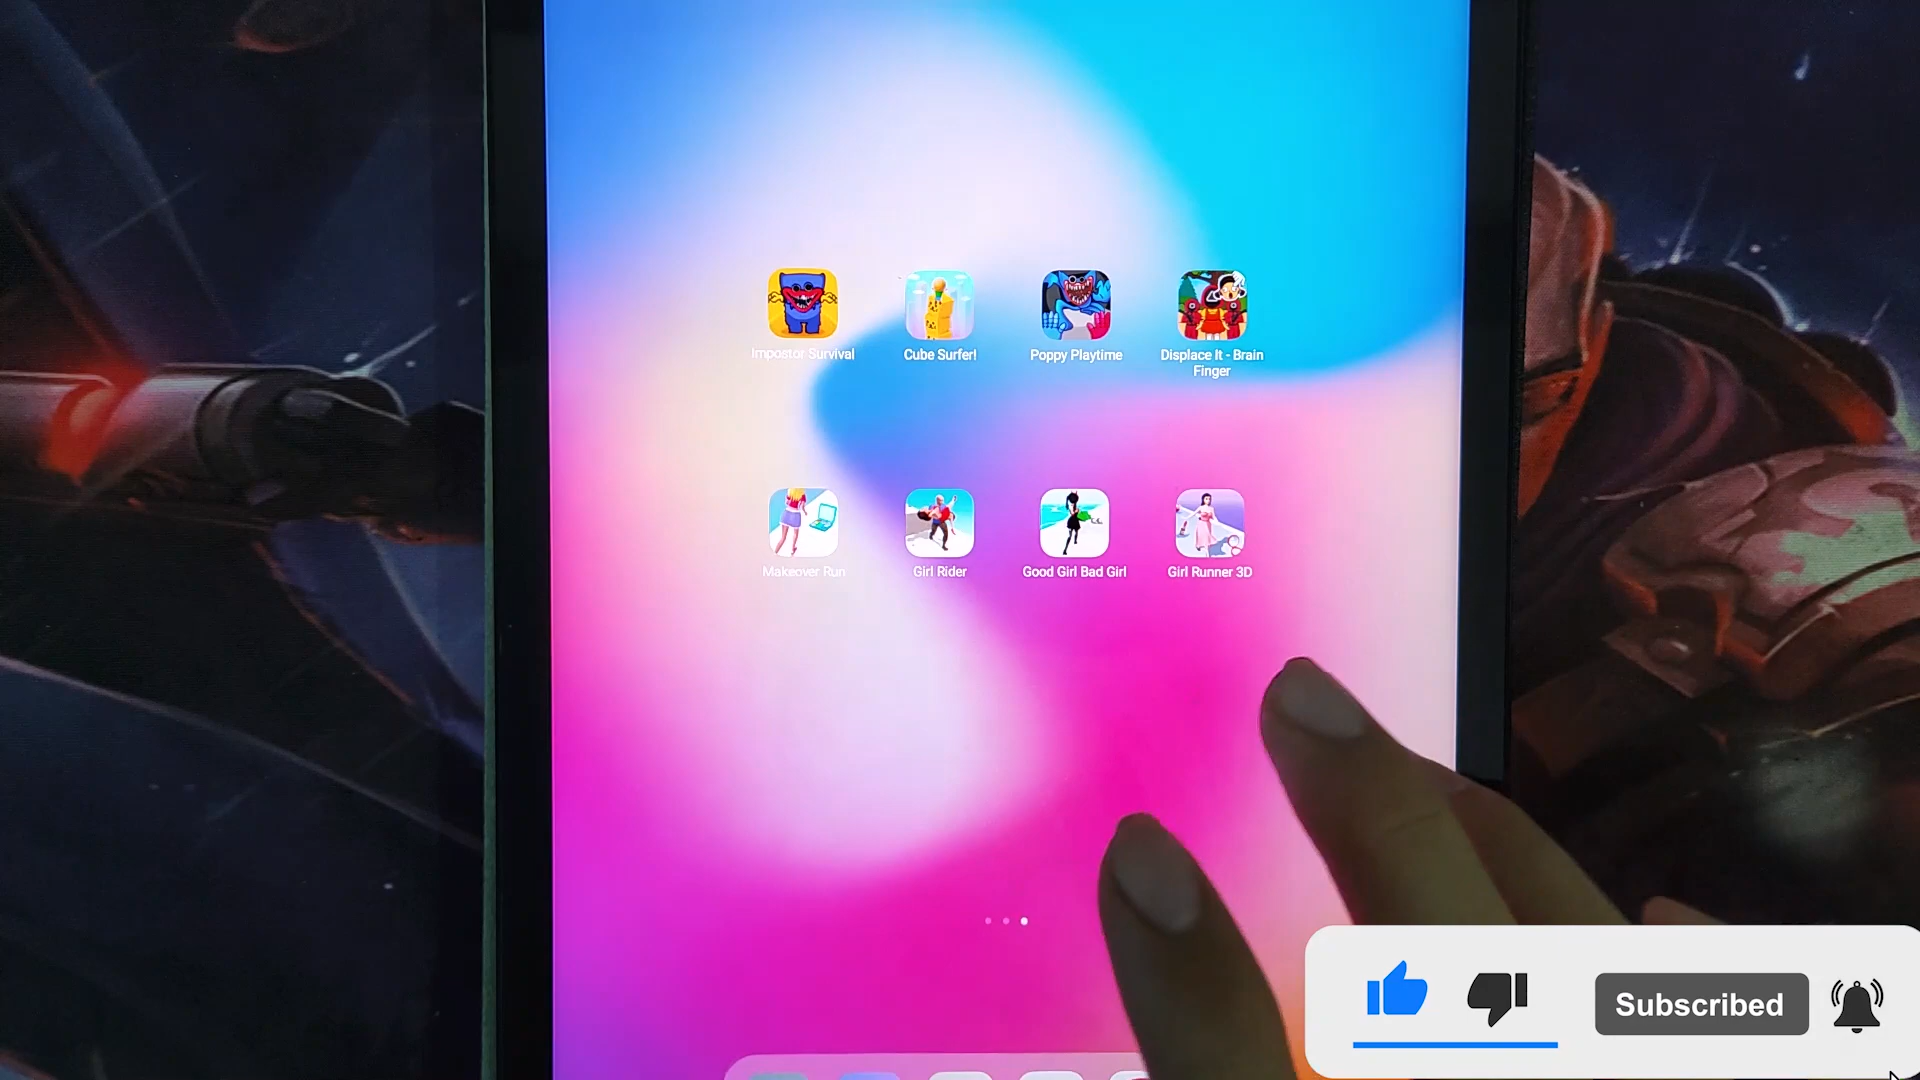 Impostor Survival
Cube Surfer!
Poppy Playtime
Displace It - Brain
Finger
Makeover Run
Girl Rider
Good Girl Bad Girl
Girl Runner 3D
Subscribed